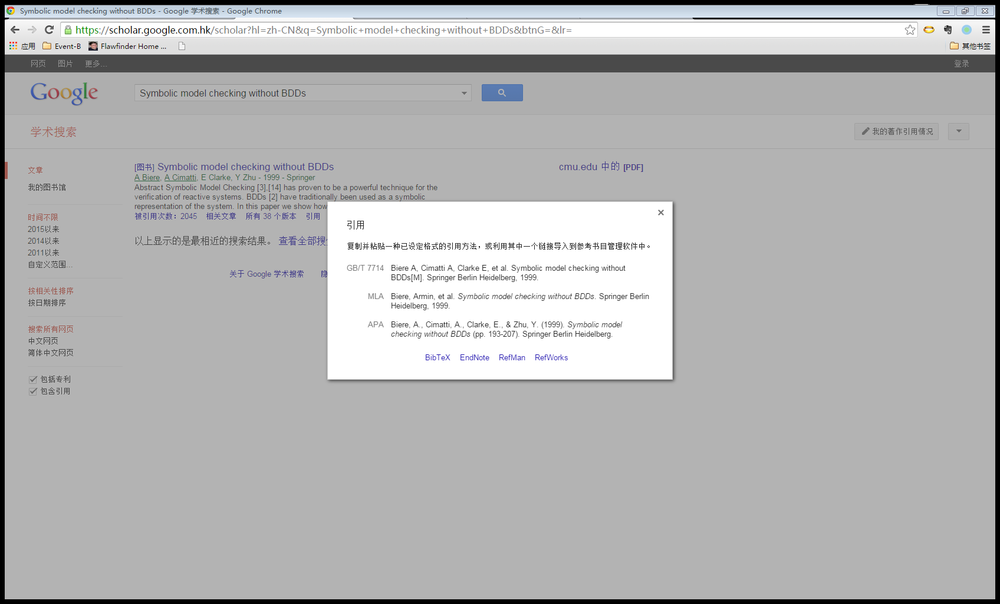 Symbolic model checking without BDDs - Google 学术搜索 - Google Chrome
https://scholar.google.com.hk/scholar?hl=zh-CN&q=Symbolic+model+checking+without+BDDs&btnG=&lr=
应用 Event-B Flawfinder Home ... 其他书签
网页 图片 更多... 登录
Google Symbolic model checking without BDDs
学术搜索 我的著作引用情况
文章
我的图书馆
时间不限
2015以来
2014以来
2011以来
自定义范围...
按相关性排序
按日期排序
搜索所有网页
中文网页
简体中文网页
包括专利
包含引用
[图书] Symbolic model checking without BDDs
A Biere, A Cimatti, E Clarke, Y Zhu - 1999 - Springer
Abstract Symbolic Model Checking [3],[14] has proven to be a powerful technique for the
verification of reactive systems. BDDs [2] have traditionally been used as a symbolic
representation of the system. In this paper we show how
被引用次数：2045 相关文章 所有 38 个版本 引用
cmu.edu 中的 [PDF]
以上显示的是最相近的搜索结果。 查看全部搜
关于 Google 学术搜索 隐
引用
复制并粘贴一种已设定格式的引用方法，或利用其中一个链接导入到参考书目管理软件中。
GB/T 7714 Biere A, Cimatti A, Clarke E, et al. Symbolic model checking without
BDDs[M]. Springer Berlin Heidelberg, 1999.
MLA Biere, Armin, et al. Symbolic model checking without BDDs. Springer Berlin
Heidelberg, 1999.
APA Biere, A., Cimatti, A., Clarke, E., & Zhu, Y. (1999). Symbolic model
checking without BDDs (pp. 193-207). Springer Berlin Heidelberg.
BibTeX EndNote RefMan RefWorks